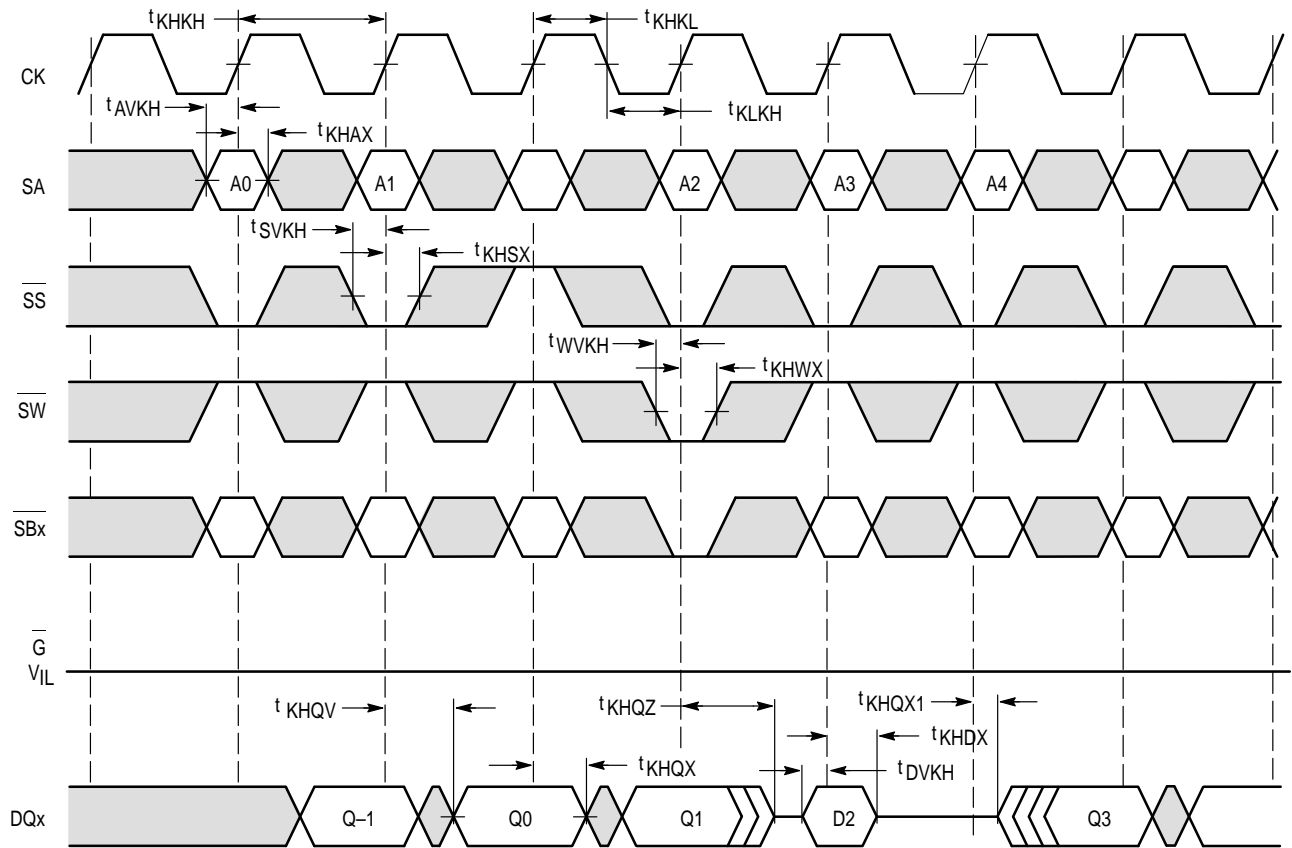 tKHKH
tKHKL
CK
tAVKH
tKLKH
tKHAX
SA
A0
A1
A2
A3
A4
tSVKH
tKHSX
SS
tWVKH
tKHWX
SW
SBx
G
VIL
tKHQV
tKHQZ
tKHQX1
tKHDX
tKHQX
tDVKH
DQx
Q–1
Q0
Q1
D2
Q3